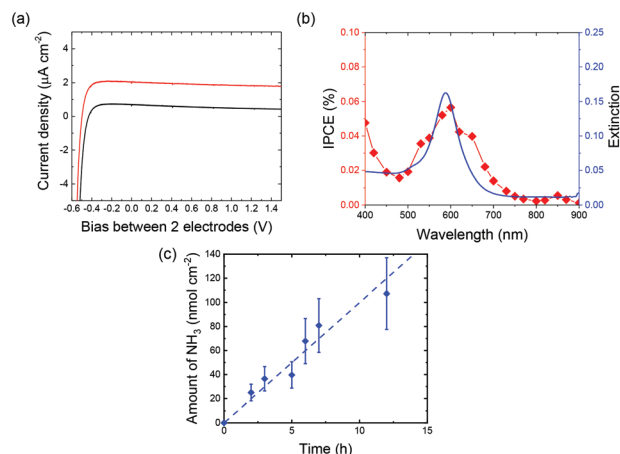 (a)
Current density (μA cm⁻²)
4
2
0
-2
-4
-0.6 -0.4 -0.2 0.0 0.2 0.4 0.6 0.8 1.0 1.2 1.4
Bias between 2 electrodes (V)
(b)
IPCE (%)
0.10
0.08
0.06
0.04
0.02
0.00
0.25
0.20
0.15
0.10
0.05
0.00
Extinction
400 500 600 700 800 900
Wavelength (nm)
(c)
Amount of NH₃ (nmol cm⁻²)
140
120
100
80
60
40
20
0
0 5 10 15
Time (h)